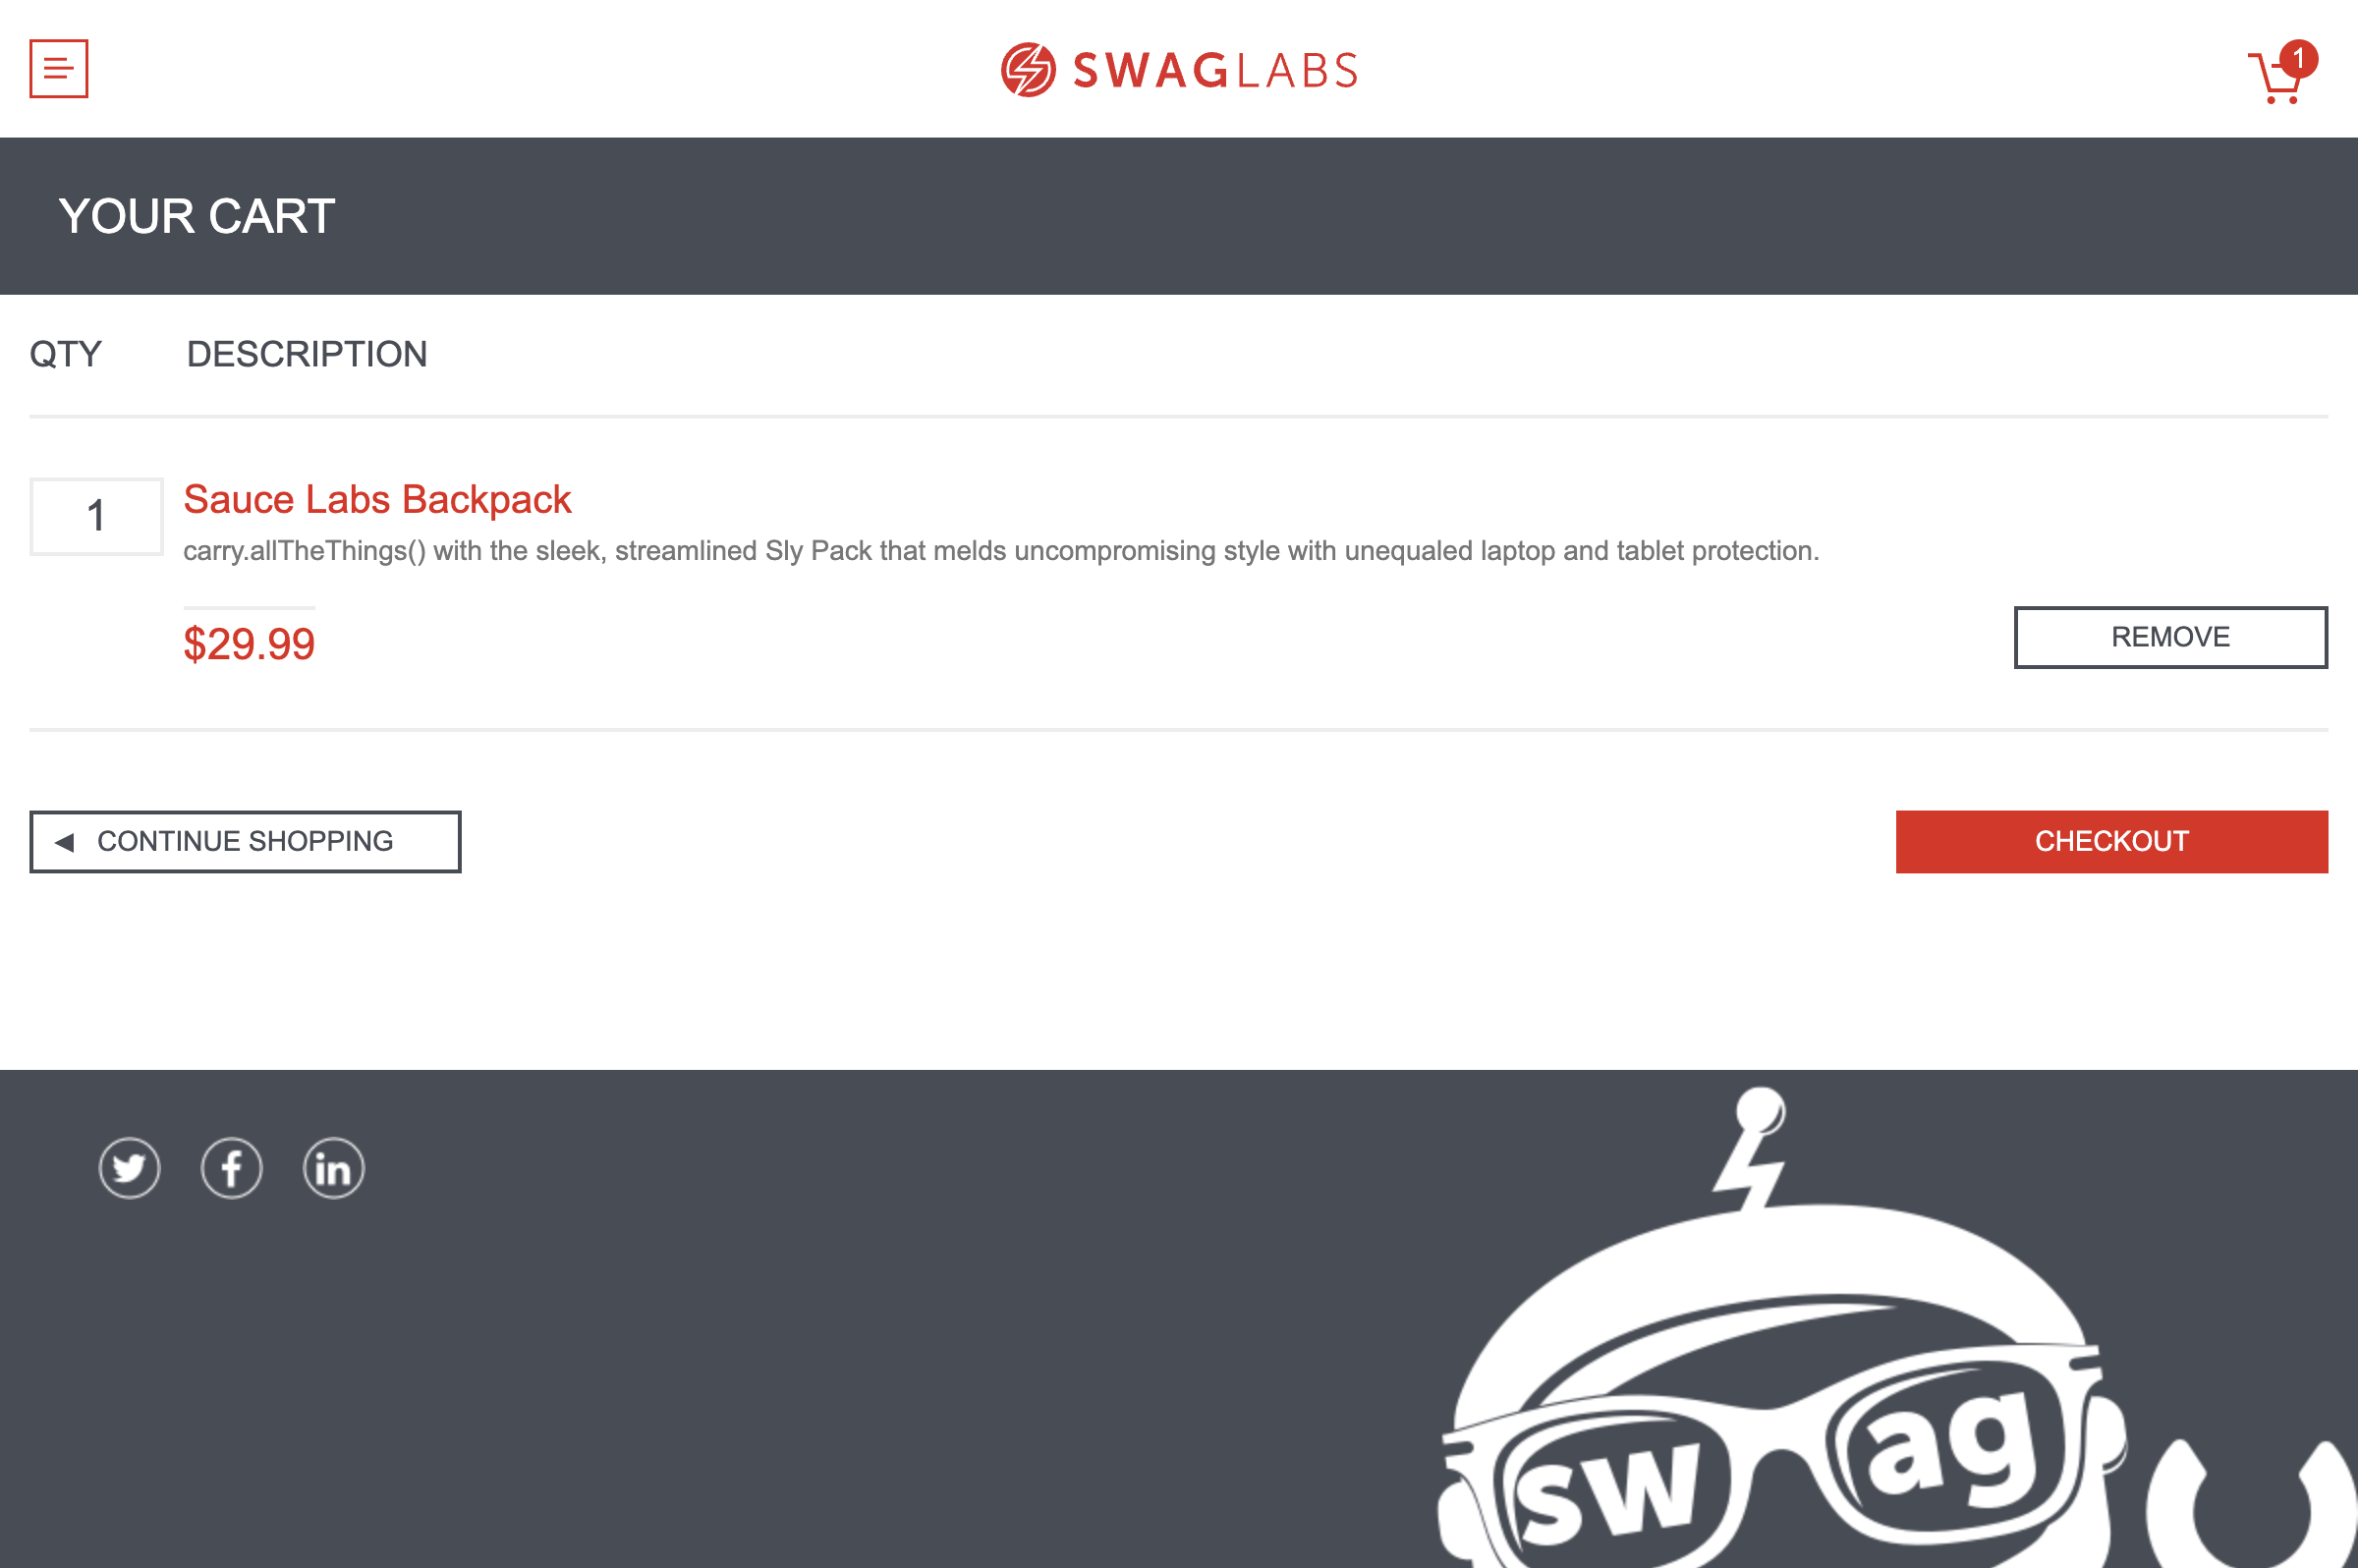 SWAGLABS
1
YOUR CART
QTY DESCRIPTION
1
Sauce Labs Backpack
carry.allTheThings() with the sleek, streamlined Sly Pack that melds uncompromising style with unequaled laptop and tablet protection.
$29.99
REMOVE
CONTINUE SHOPPING
CHECKOUT
f
in
sw ag